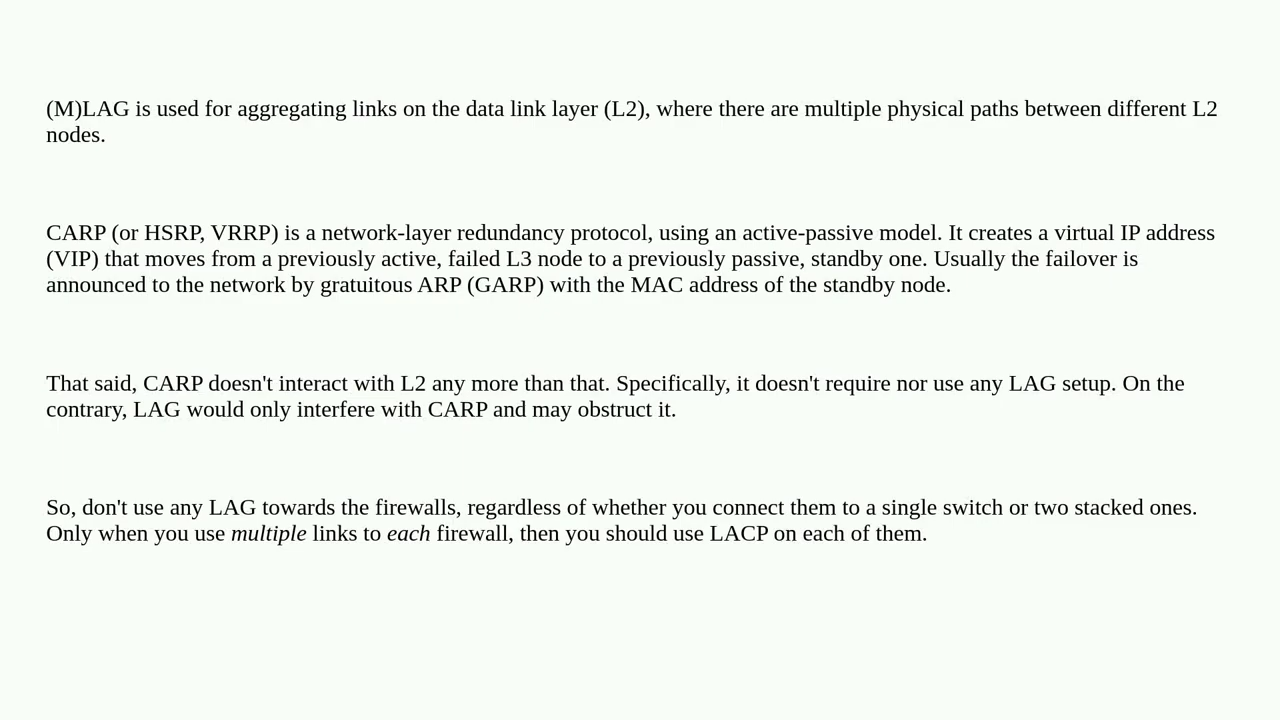 (M)LAG is used for aggregating links on the data link layer (L2), where there are multiple physical paths between different L2
nodes.
CARP (or HSRP, VRRP) is a network-layer redundancy protocol, using an active-passive model. It creates a virtual IP address
(VIP) that moves from a previously active, failed L3 node to a previously passive, standby one. Usually the failover is
announced to the network by gratuitous ARP (GARP) with the MAC address of the standby node.
That said, CARP doesn't interact with L2 any more than that. Specifically, it doesn't require nor use any LAG setup. On the
contrary, LAG would only interfere with CARP and may obstruct it.
So, don't use any LAG towards the firewalls, regardless of whether you connect them to a single switch or two stacked ones.
Only when you use multiple links to each firewall, then you should use LACP on each of them.